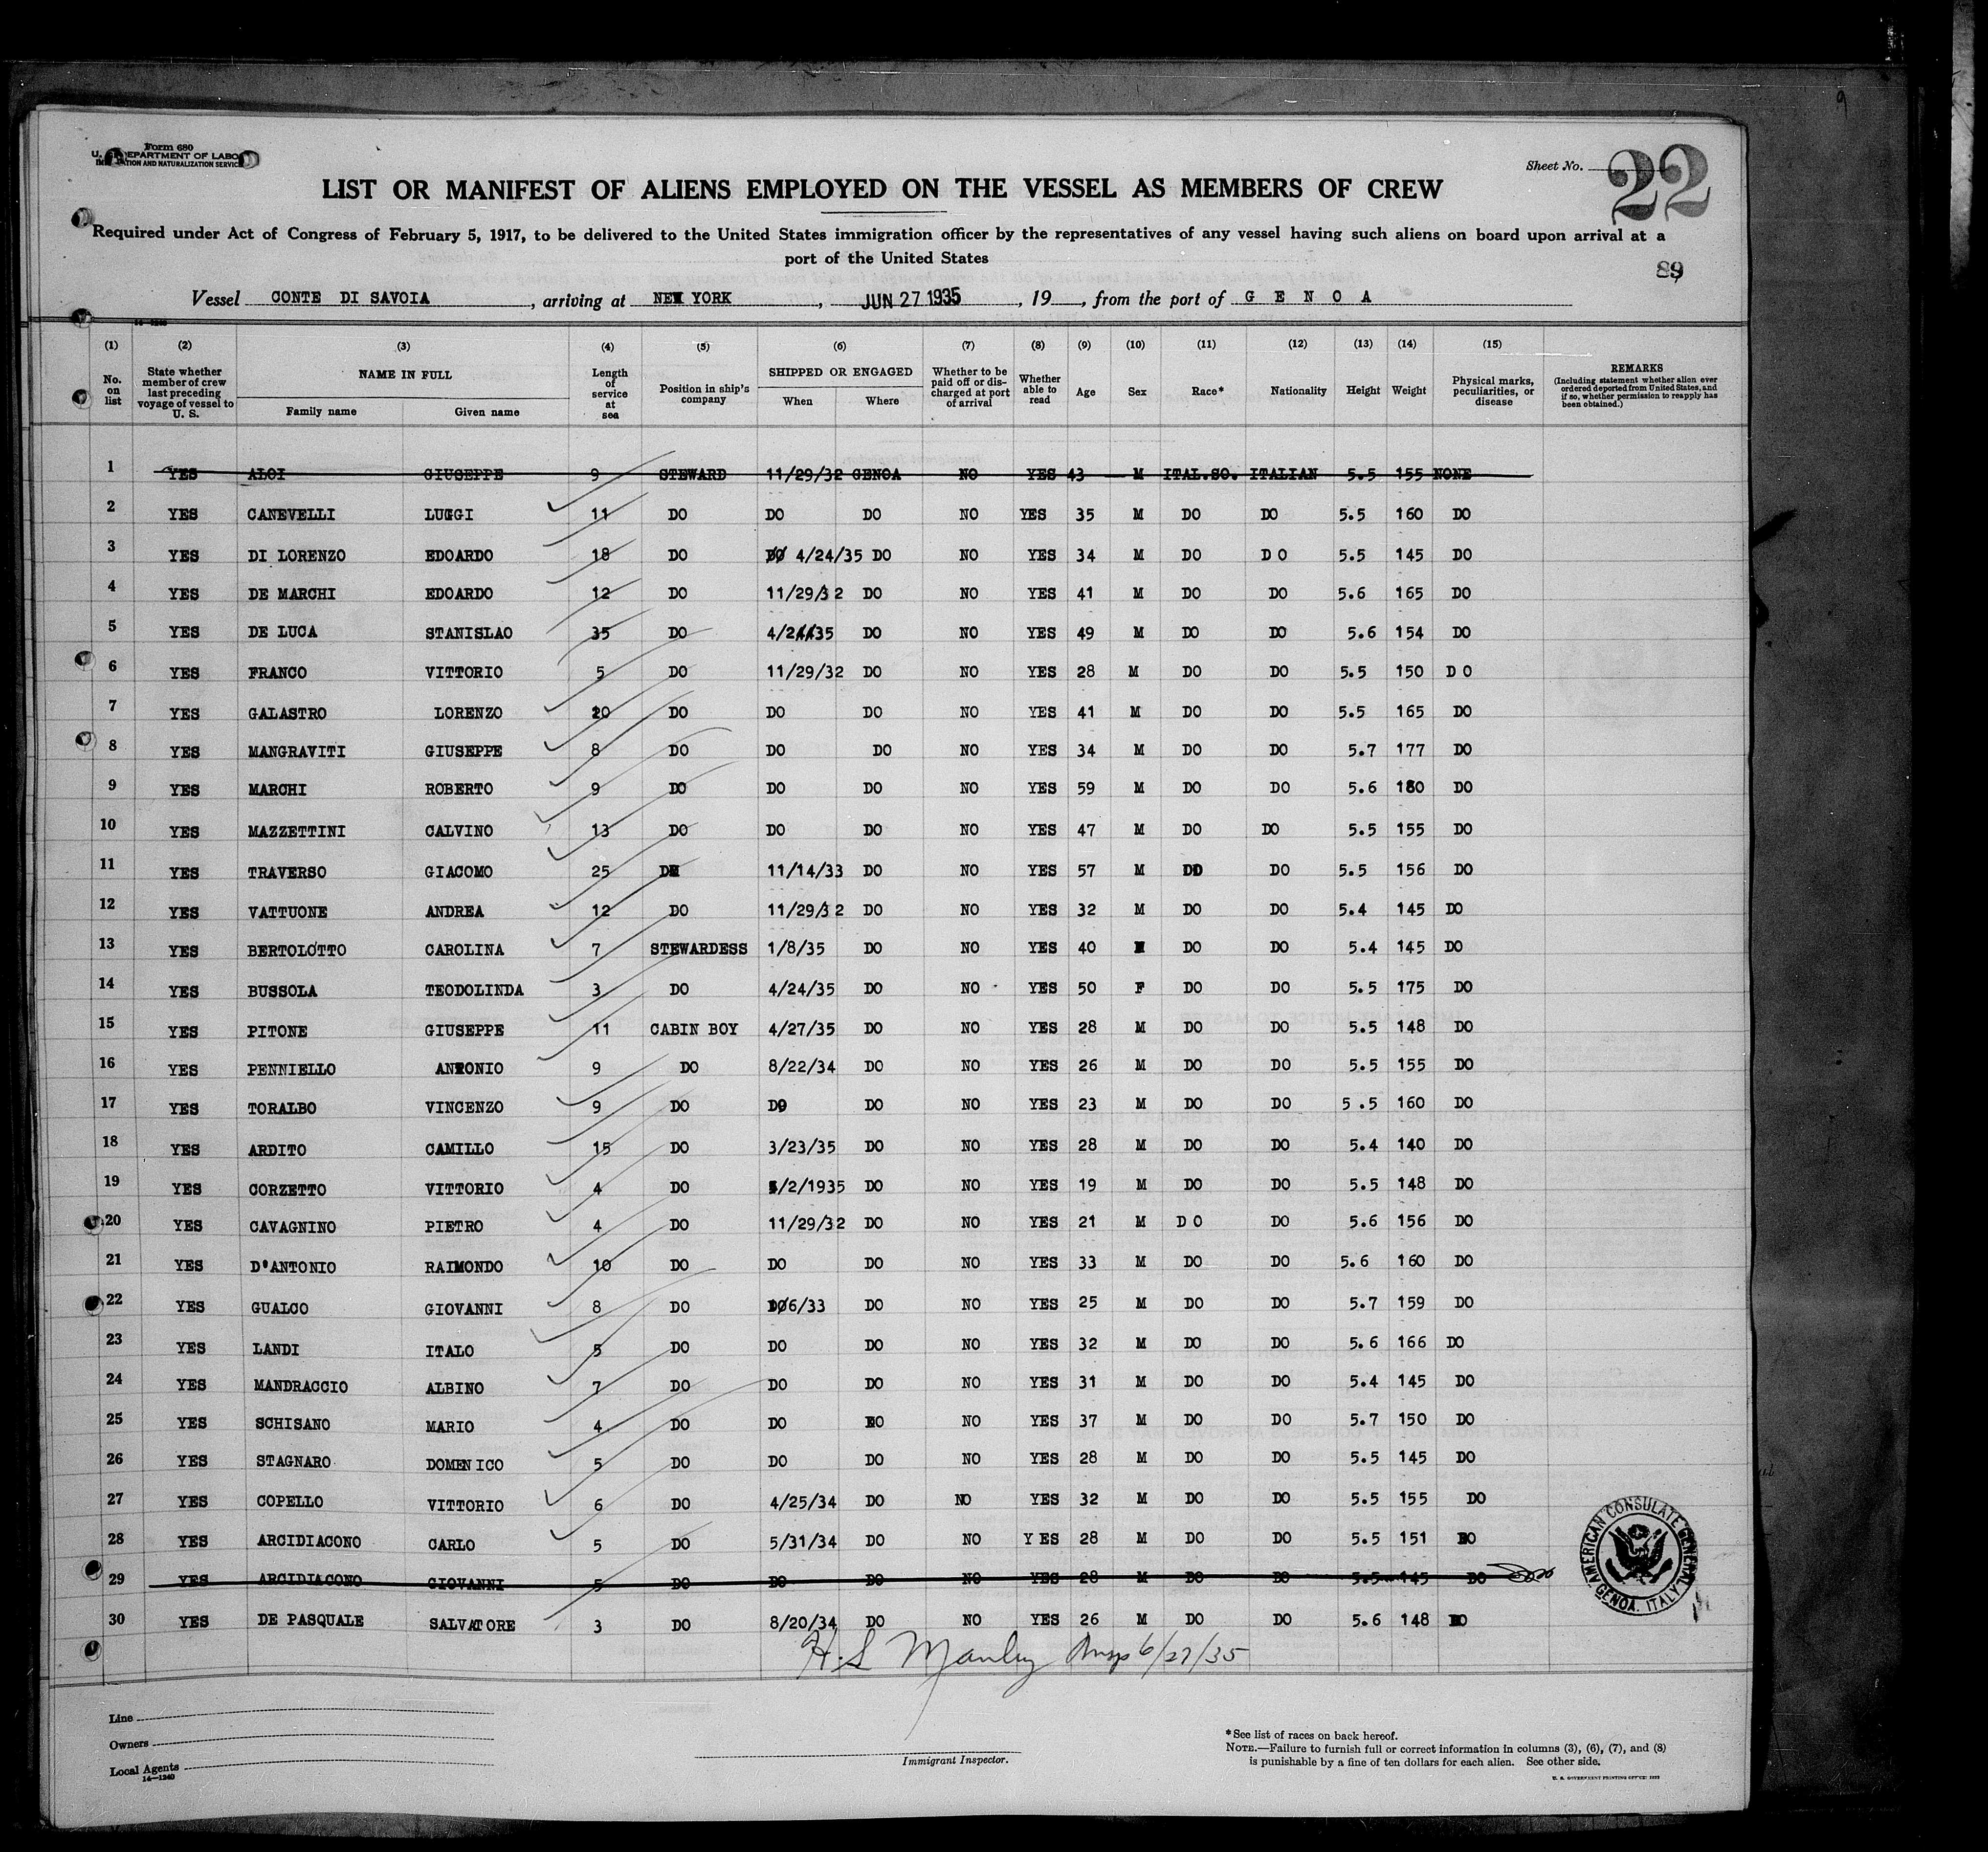 Form 680
U. S. DEPARTMENT OF LABOR
IMMIGRATION AND NATURALIZATION SERVICE
Sheet No. 22
LIST OR MANIFEST OF ALIENS EMPLOYED ON THE VESSEL AS MEMBERS OF CREW
Required under Act of Congress of February 5, 1917, to be delivered to the United States immigration officer by the representatives of any vessel having such aliens on board upon arrival at a
port of the United States
89
Vessel CONTE DI SAVOIA, arriving at NEW YORK, JUN 27 1935, 19, from the port of G E N O A
(1) (2) (3) (4) (5) (6) (7) (8) (9) (10) (11) (12) (13) (14) (15)
No. on list State whether member of crew last preceding voyage of vessel to U. S. NAME IN FULL Family name Given name Length of service at sea Position in ship's company SHIPPED OR ENGAGED When Where Whether to be paid off or discharged at port of arrival Whether able to read Age Sex Race* Nationality Height Weight Physical marks, peculiarities, or disease REMARKS (Including statement whether alien ever ordered deported from United States, and if so, whether permission to reapply has been obtained.)
1 YES ALOI GIUSEPPE 9 STEWARD 11/29/32 GENOA NO YES 43 M ITAL.SO. ITALIAN 5.5 155 NONE
2 YES CANEVELLI LUGGI 11 DO DO DO NO YES 35 M DO DO 5.5 160 DO
3 YES DI LORENZO EDOARDO 18 DO DO 4/24/35 DO NO YES 34 M DO D O 5.5 145 DO
4 YES DE MARCHI EDOARDO 12 DO 11/29/32 DO NO YES 41 M DO DO 5.6 165 DO
5 YES DE LUCA STANISLAO 35 DO 4/24/35 DO NO YES 49 M DO DO 5.6 154 DO
6 YES FRANCO VITTORIO 5 DO 11/29/32 DO NO YES 28 M DO DO 5.5 150 D O
7 YES GALASTRO LORENZO 20 DO DO DO NO YES 41 M DO DO 5.5 165 DO
8 YES MANGRAVITI GIUSEPPE 8 DO DO DO NO YES 34 M DO DO 5.7 177 DO
9 YES MARCHI ROBERTO 9 DO DO DO NO YES 59 M DO DO 5.6 180 DO
10 YES MAZZETTINI CALVINO 13 DO DO DO NO YES 47 M DO DO 5.5 155 DO
11 YES TRAVERSO GIACOMO 25 DO 11/14/33 DO NO YES 57 M DO DO 5.5 156 DO
12 YES VATTUONE ANDREA 12 DO 11/29/32 DO NO YES 32 M DO DO 5.4 145 DO
13 YES BERTOLOTTO CAROLINA 7 STEWARDESS 1/8/35 DO NO YES 40 DO DO 5.4 145 DO
14 YES BUSSOLA TEODOLINDA 3 DO 4/24/35 DO NO YES 50 F DO DO 5.5 175 DO
15 YES PITONE GIUSEPPE 11 CABIN BOY 4/27/35 DO NO YES 28 M DO DO 5.5 148 DO
16 YES PENNIELLO ANTONIO 9 DO 8/22/34 DO NO YES 26 M DO DO 5.5 155 DO
17 YES TORALBO VINCENZO 9 DO DO DO NO YES 23 M DO DO 5 .5 160 DO
18 YES ARDITO CAMILLO 15 DO 3/23/35 DO NO YES 28 M DO DO 5.4 140 DO
19 YES CORZETTO VITTORIO 4 DO /2/1935 DO NO YES 19 M DO DO 5.5 148 DO
20 YES CAVAGNINO PIETRO 4 DO 11/29/32 DO NO YES 21 M D O DO 5.6 156 DO
21 YES D'ANTONIO RAIMONDO 10 DO DO DO NO YES 33 M DO DO 5.6 160 DO
22 YES GUALCO GIOVANNI 8 DO DO 6/33 DO NO YES 25 M DO DO 5.7 159 DO
23 YES LANDI ITALO 5 DO DO DO NO YES 32 M DO DO 5.6 166 DO
24 YES MANDRACCIO ALBINO 7 DO DO DO NO YES 31 M DO DO 5.4 145 DO
25 YES SCHISANO MARIO 4 DO DO DO NO YES 37 M DO DO 5.7 150 DO
26 YES STAGNARO DOMENICO 5 DO DO DO NO YES 28 M DO DO 5.5 145 DO
27 YES COPELLO VITTORIO 6 DO 4/25/34 DO NO YES 32 M DO DO 5.5 155 DO
28 YES ARCIDIACONO CARLO 5 DO 5/31/34 DO NO Y ES 28 M DO DO 5.5 151 DO
29 YES ARCIDIACONO GIOVANNI 5 DO DO DO NO YES 28 M DO DO 5.5 145 DO
30 YES DE PASQUALE SALVATORE 3 DO 8/20/34 DO NO YES 26 M DO DO 5.6 148 DO
AMERICAN CONSULATE GENERAL
GENOA, ITALY
H. S. Manley Insp 6/27/35
Line
Owners
Local Agents
14—1240
Immigrant Inspector.
*See list of races on back hereof.
NOTE.—Failure to furnish full or correct information in columns (3), (6), (7), and (8)
is punishable by a fine of ten dollars for each alien. See other side.
U. S. GOVERNMENT PRINTING OFFICE: